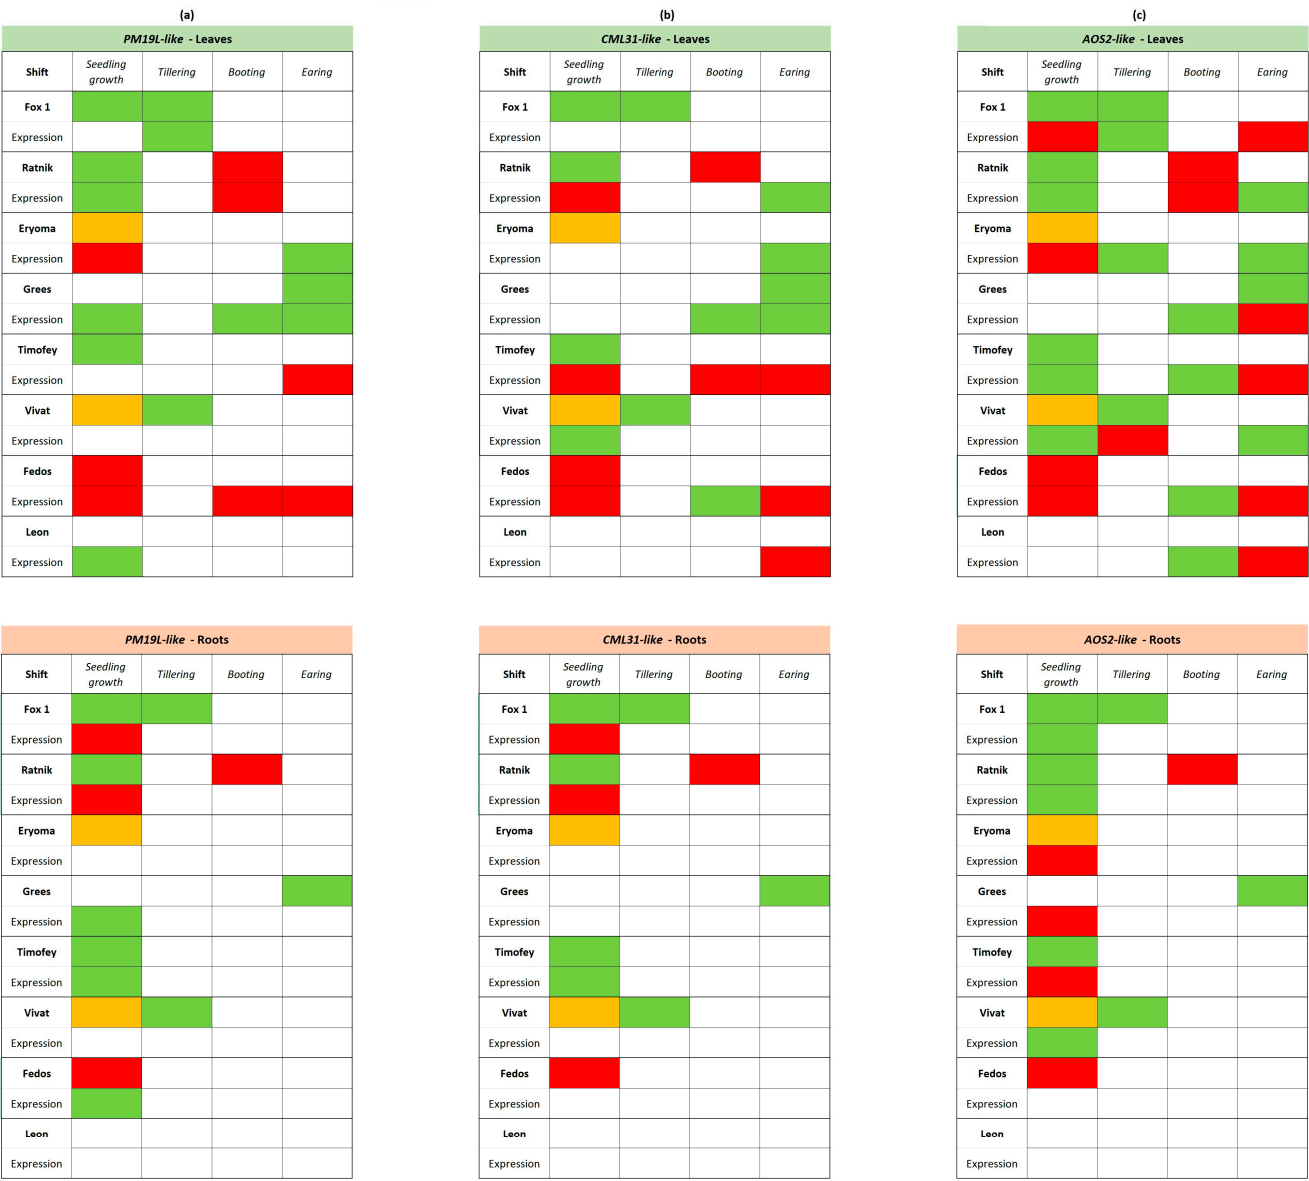 (a)
PM19L-like - Leaves
Shift Seedling growth Tillering Booting Earing
Fox 1
Expression
Ratnik
Expression
Eryoma
Expression
Grees
Expression
Timofey
Expression
Vivat
Expression
Fedos
Expression
Leon
Expression
(b)
CML31-like - Leaves
Shift Seedling growth Tillering Booting Earing
Fox 1
Expression
Ratnik
Expression
Eryoma
Expression
Grees
Expression
Timofey
Expression
Vivat
Expression
Fedos
Expression
Leon
Expression
(c)
AOS2-like - Leaves
Shift Seedling growth Tillering Booting Earing
Fox 1
Expression
Ratnik
Expression
Eryoma
Expression
Grees
Expression
Timofey
Expression
Vivat
Expression
Fedos
Expression
Leon
Expression
PM19L-like - Roots
Shift Seedling growth Tillering Booting Earing
Fox 1
Expression
Ratnik
Expression
Eryoma
Expression
Grees
Expression
Timofey
Expression
Vivat
Expression
Fedos
Expression
Leon
Expression
CML31-like - Roots
Shift Seedling growth Tillering Booting Earing
Fox 1
Expression
Ratnik
Expression
Eryoma
Expression
Grees
Expression
Timofey
Expression
Vivat
Expression
Fedos
Expression
Leon
Expression
AOS2-like - Roots
Shift Seedling growth Tillering Booting Earing
Fox 1
Expression
Ratnik
Expression
Eryoma
Expression
Grees
Expression
Timofey
Expression
Vivat
Expression
Fedos
Expression
Leon
Expression